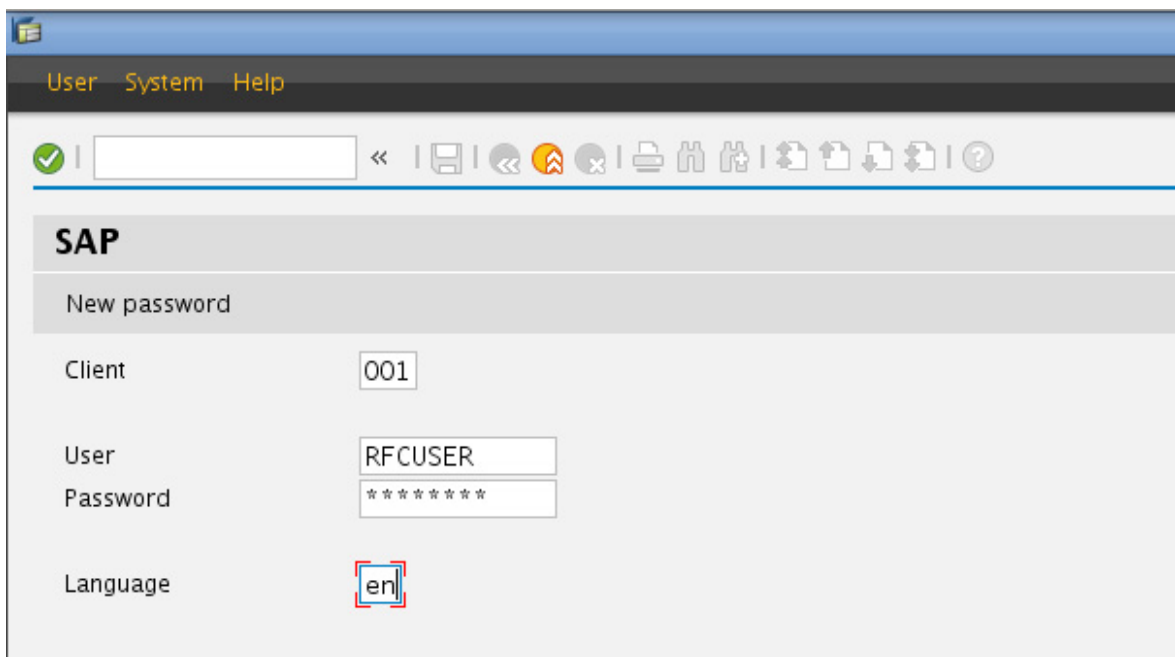 User System Help
SAP
New password
Client 001
User RFCUSER
Password ********
Language en